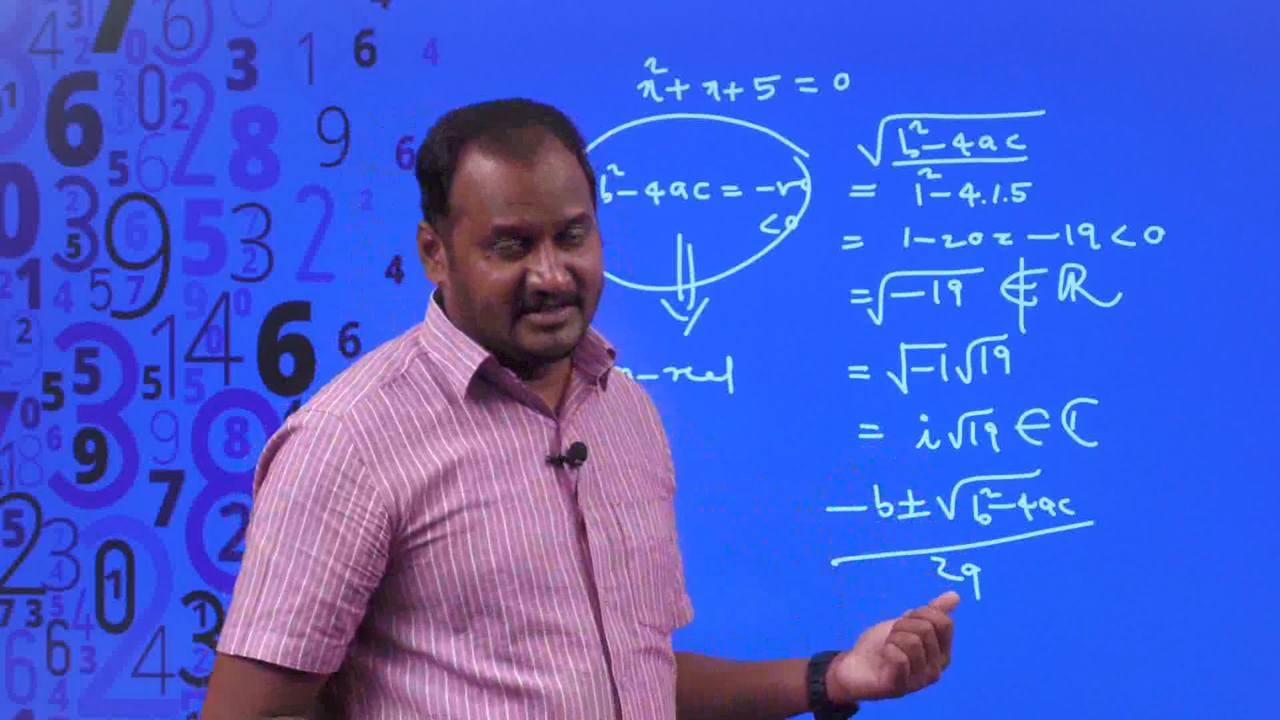 x² + x + 5 = 0
b² - 4ac = -ve
< 0
√(b² - 4ac)
= 1² - 4.1.5
= 1 - 20 = -19 < 0
= √-19 ∉ ℝ
= √-1 √19
= i√19 ∈ ℂ
-b ± √(b² - 4ac)
2a